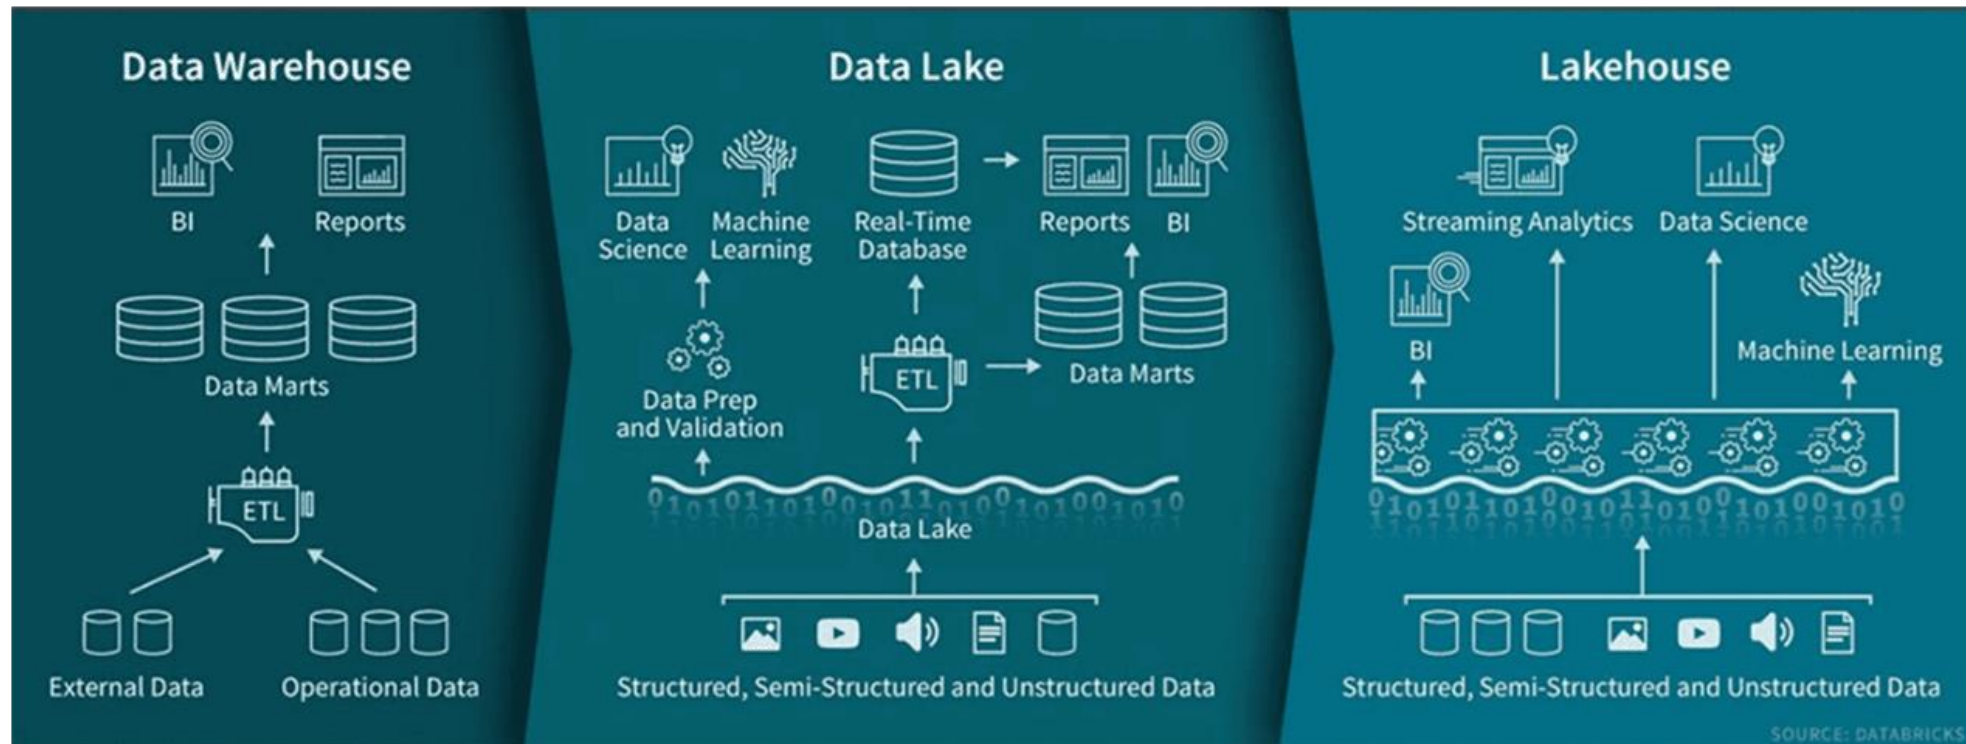 Data Warehouse
BI
Reports
Data Marts
ETL
External Data
Operational Data
Data Lake
Data
Science
Machine
Learning
Real-Time
Database
Reports
BI
Data Prep
and Validation
ETL
Data Marts
010110110100010110100101100101 0
Data Lake
Structured, Semi-Structured and Unstructured Data
Lakehouse
Streaming Analytics
Data Science
BI
Machine Learning
Structured, Semi-Structured and Unstructured Data
SOURCE: DATABRICKS